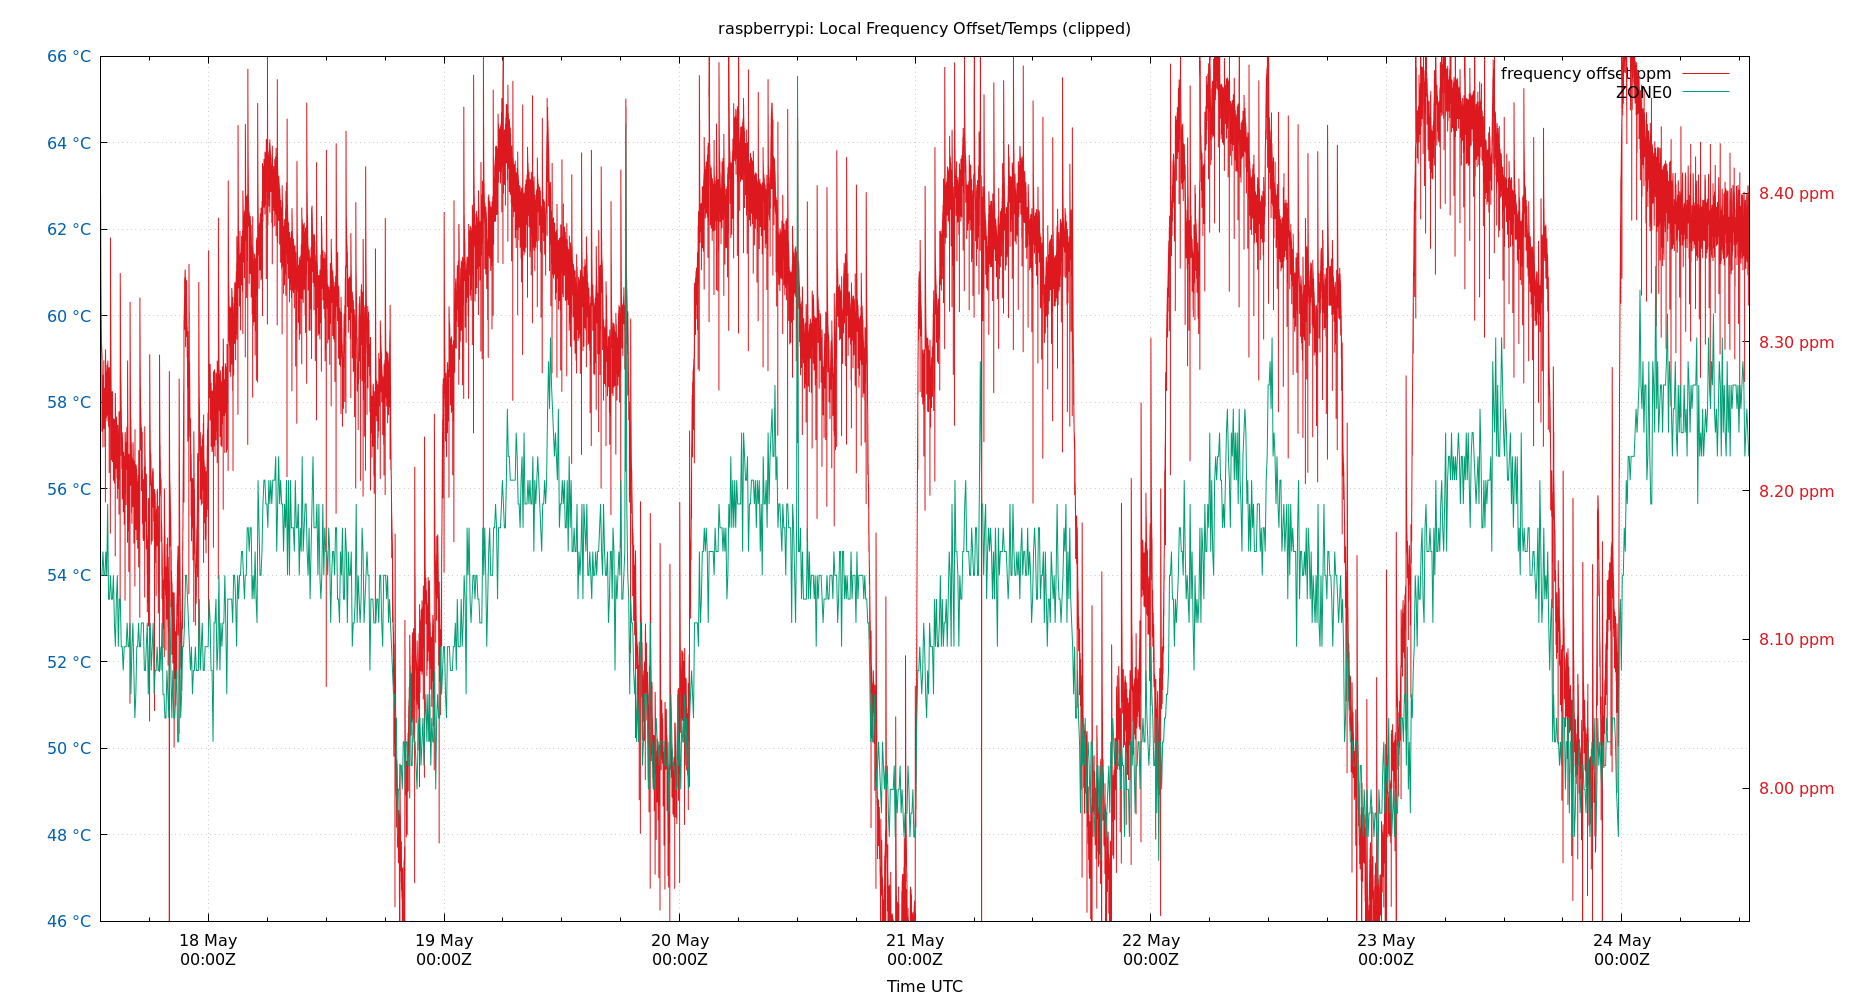 raspberrypi: Local Frequency Offset/Temps (clipped)
66 °C
64 °C
62 °C
60 °C
58 °C
56 °C
54 °C
52 °C
50 °C
48 °C
46 °C
frequency offset ppm
ZONE0
8.40 ppm
8.30 ppm
8.20 ppm
8.10 ppm
8.00 ppm
18 May
00:00Z
19 May
00:00Z
20 May
00:00Z
21 May
00:00Z
22 May
00:00Z
23 May
00:00Z
24 May
00:00Z
Time UTC